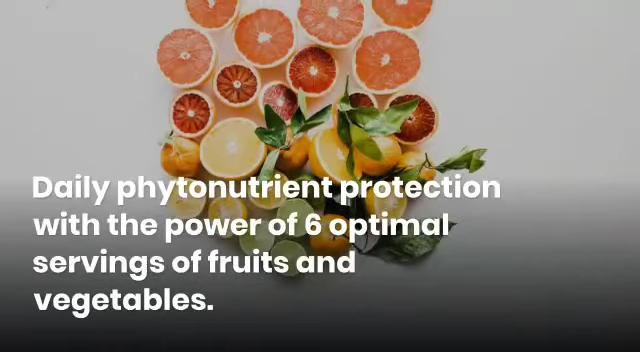 Daily phytonutrient protection
with the power of 6 optimal
servings of fruits and
vegetables.